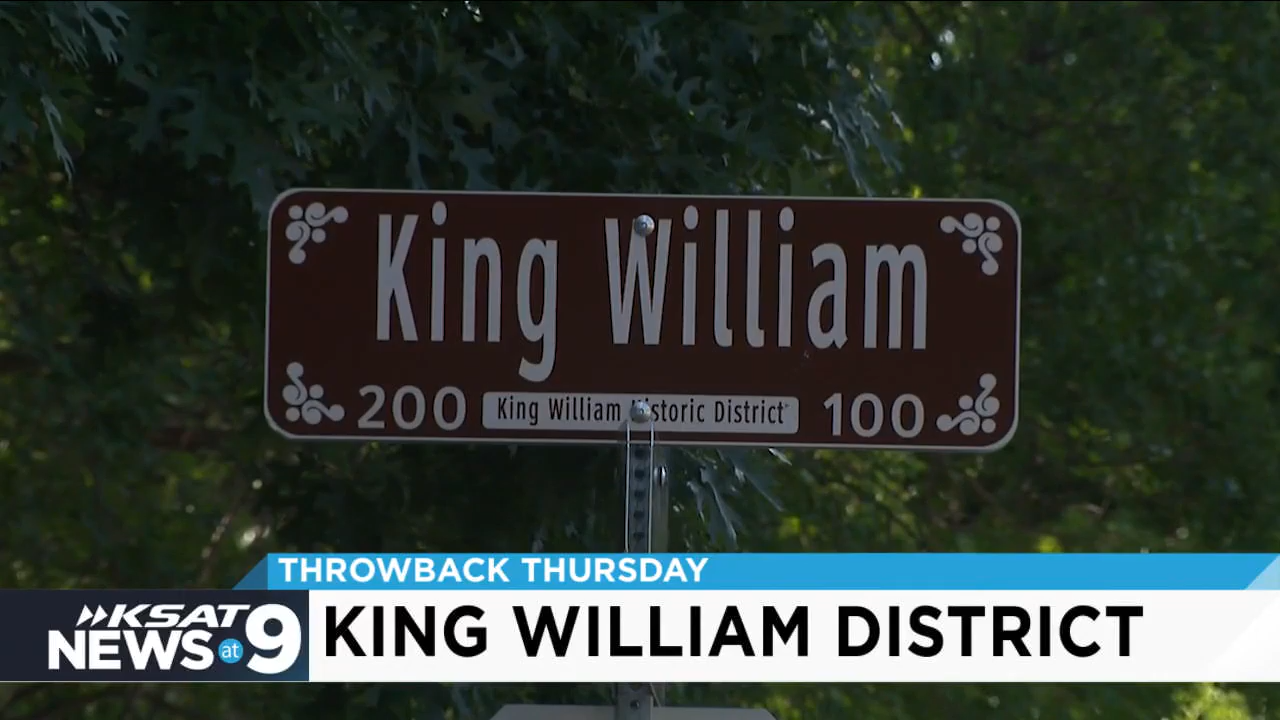 King William
200 King William Historic District 100
THROWBACK THURSDAY
KSAT
NEWS at 9
KING WILLIAM DISTRICT